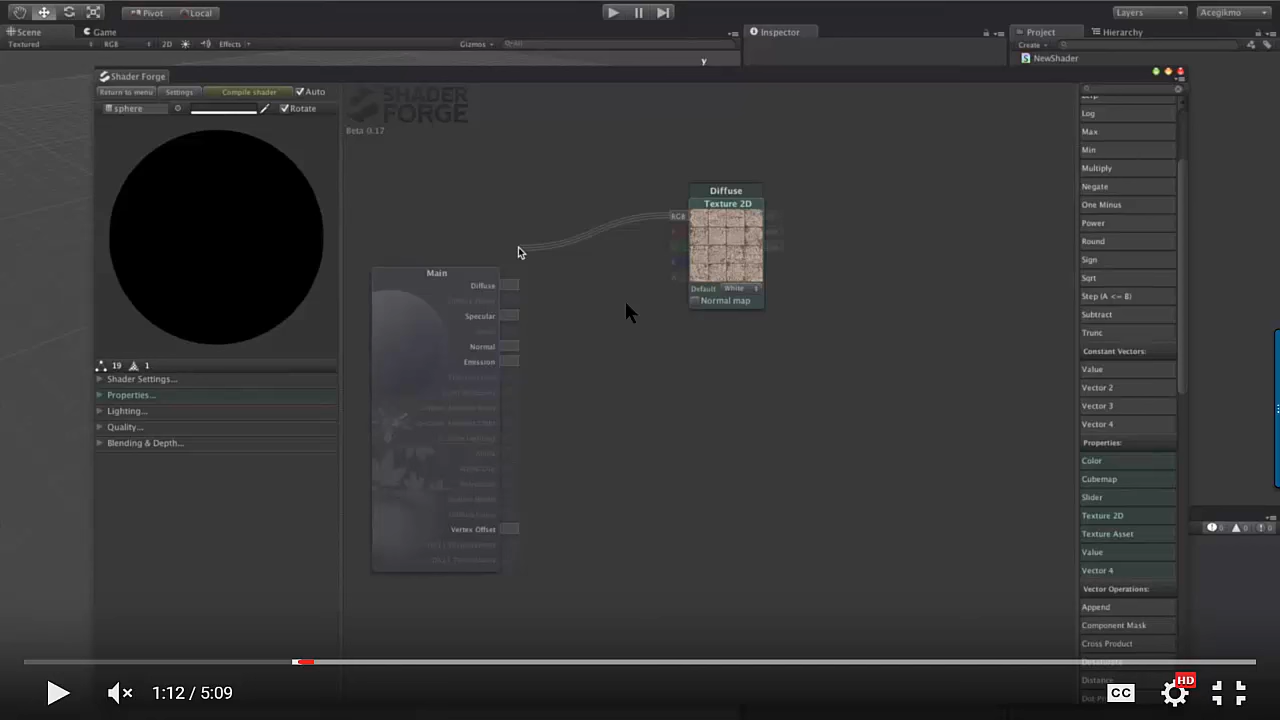 Pivot Local Layers Acegikmo
Scene Game Inspector Project Hierarchy
Textured RGB 2D Effects Gizmos All Create
y
NewShader
Shader Forge
Return to menu Settings Compile shader Auto
sphere Rotate
SHADER
FORGE
Beta 0.17
19 1
Shader Settings...
Properties...
Lighting...
Quality...
Blending & Depth...
Main
Diffuse
Specular
Normal
Emission
Vertex Offset
Diffuse
Texture 2D
RGB
Default White
Normal map
Log
Max
Min
Multiply
Negate
One Minus
Power
Round
Sign
Sqrt
Step (A <= B)
Subtract
Trunc
Constant Vectors:
Value
Vector 2
Vector 3
Vector 4
Properties:
Color
Cubemap
Slider
Texture 2D
Texture Asset
Value
Vector 4
Vector Operations:
Append
Component Mask
Cross Product
Distance
0 0 0
1:12 / 5:09
CC HD